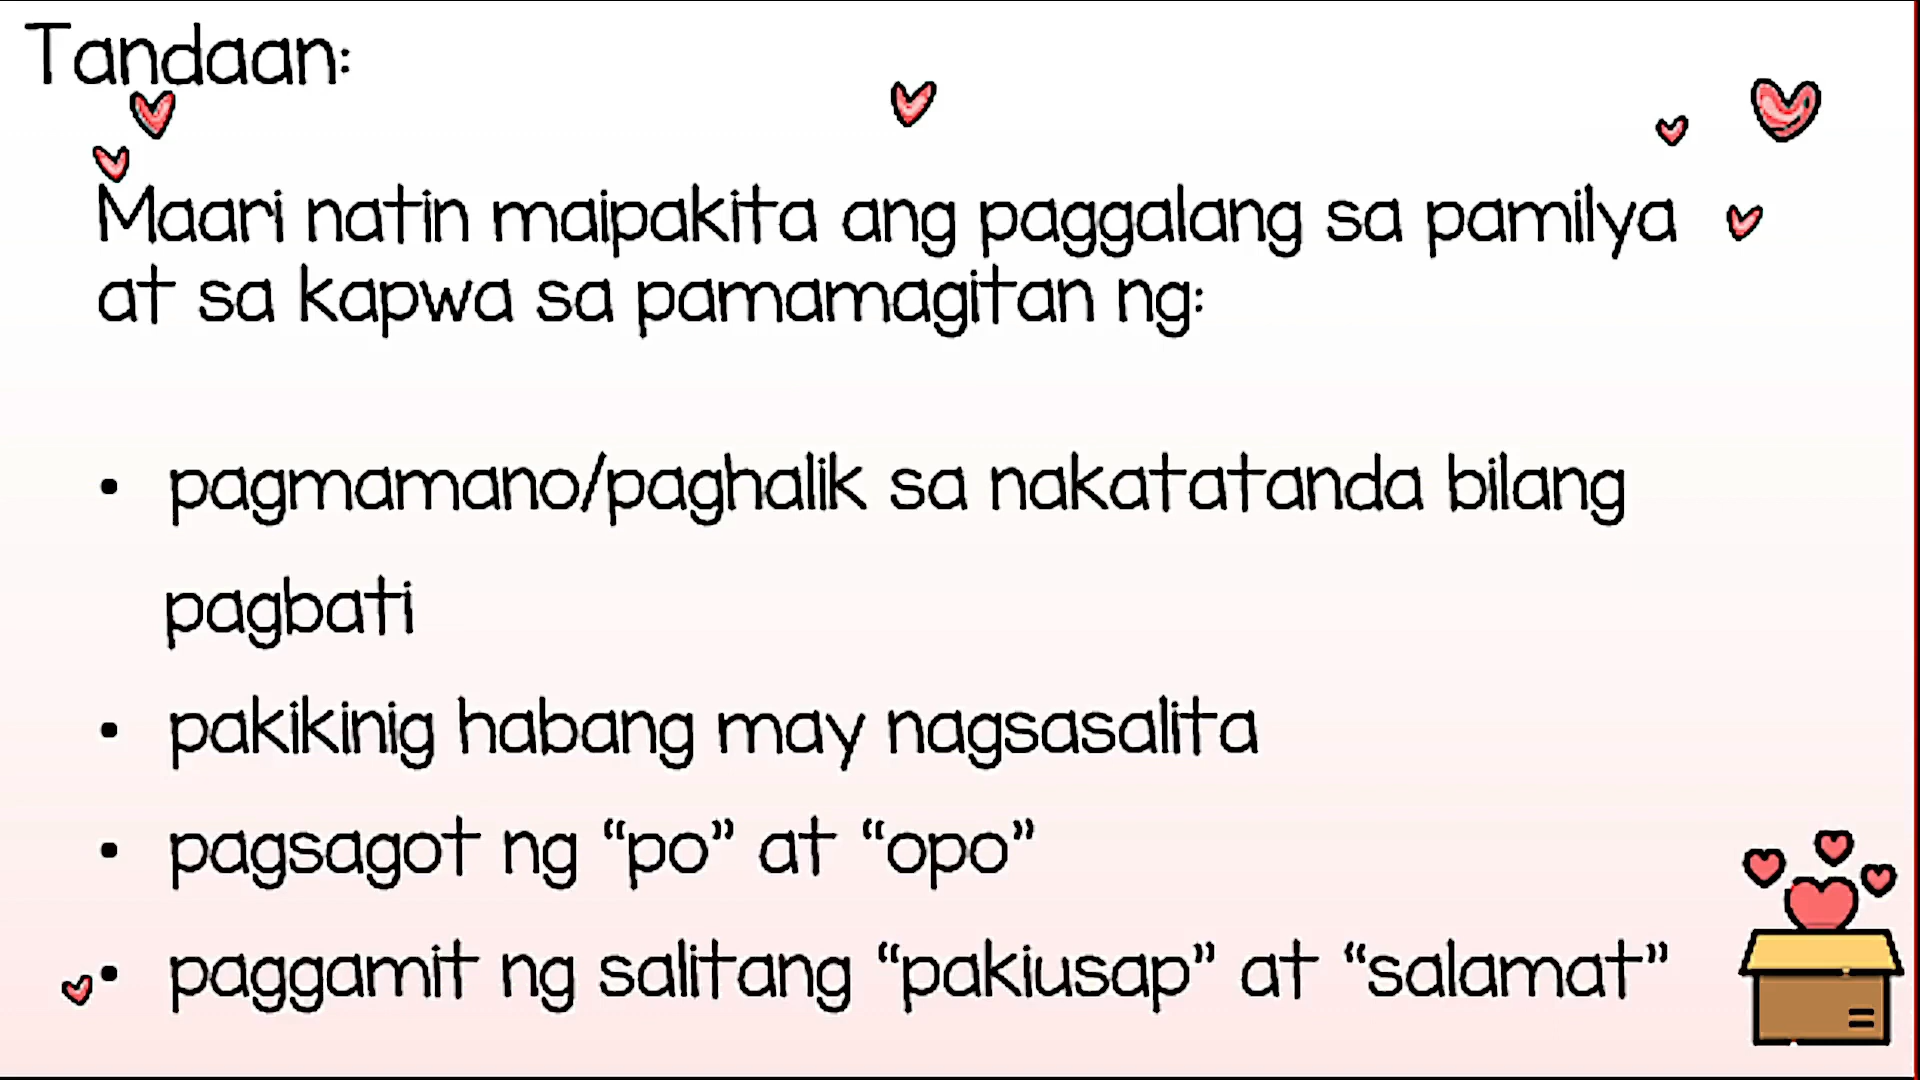 Tandaan:
Maari natin maipakita ang paggalang sa pamilya
at sa kapwa sa pamamagitan ng:
• pagmamano/paghalik sa nakatatanda bilang
pagbati
• pakikinig habang may nagsasalita
• pagsagot ng “po” at “opo”
• paggamit ng salitang “pakiusap” at “salamat”